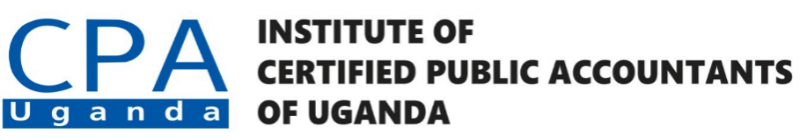 CPA
Uganda
INSTITUTE OF
CERTIFIED PUBLIC ACCOUNTANTS
OF UGANDA